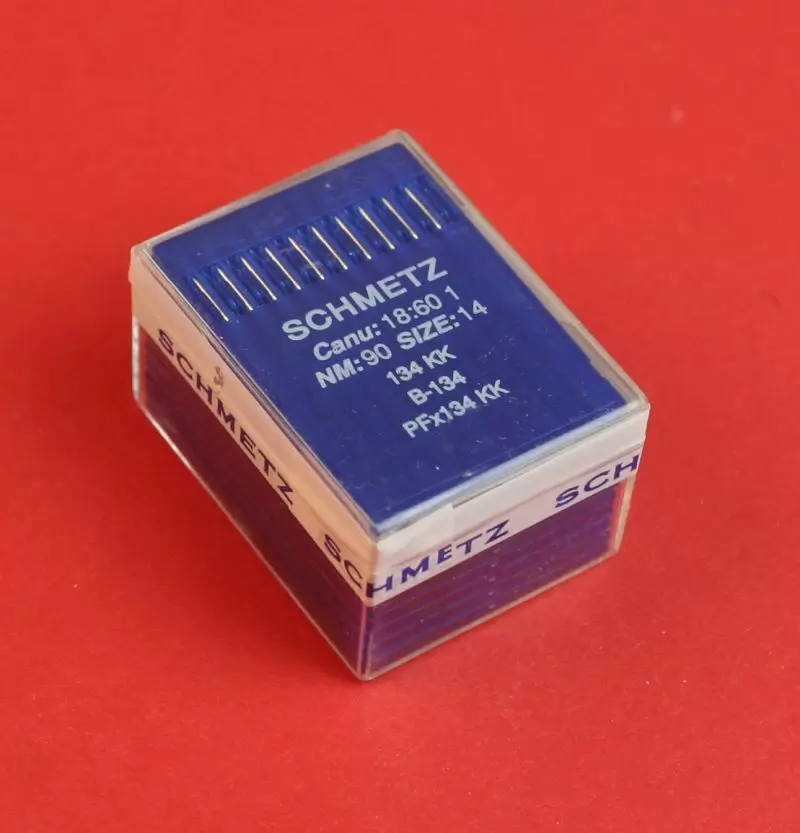 SCHMETZ
Canu: 18:60 1
NM: 90 SIZE: 14
134 KK
B-134
PFx134 KK
SCHMETZ
SCHMETZ
SCH